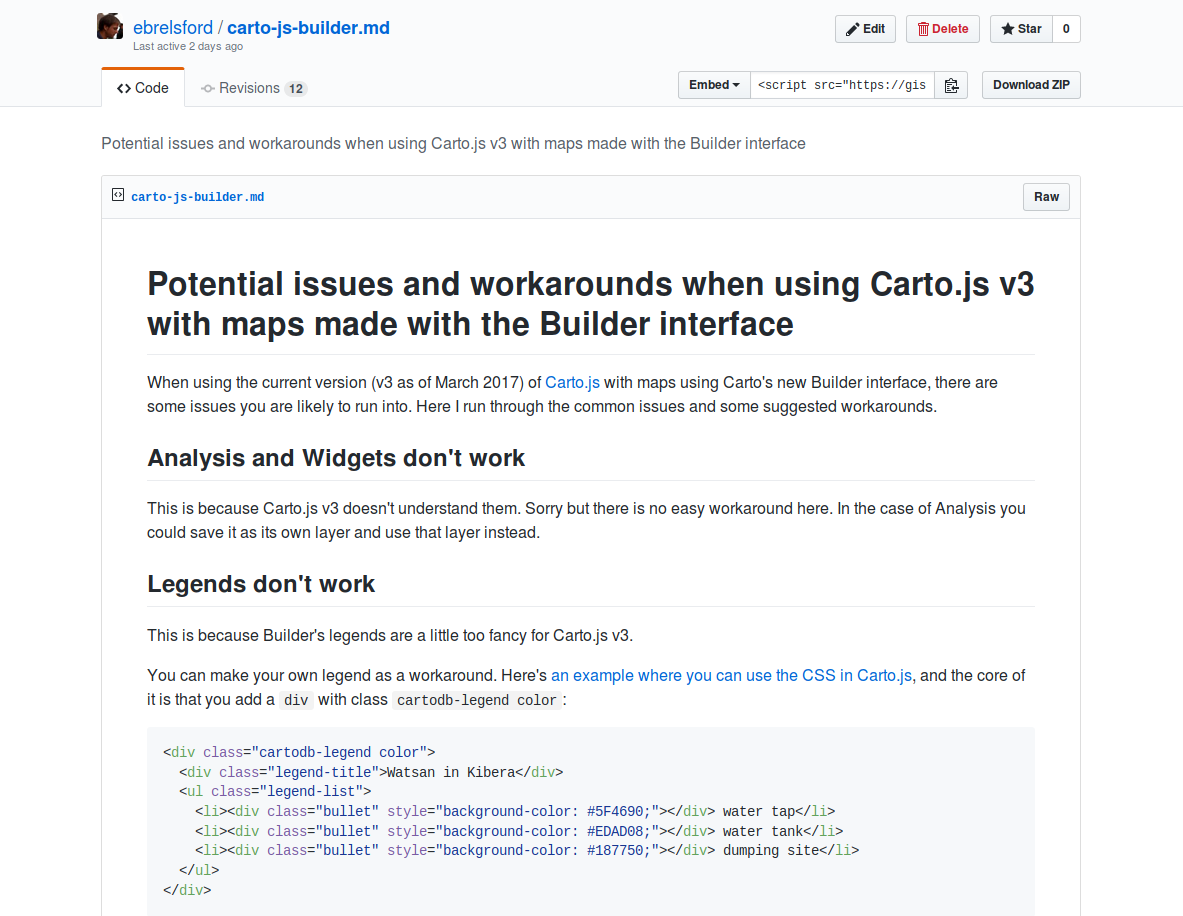 ebrelsford / carto-js-builder.md
Last active 2 days ago
Edit Delete Star 0
Code Revisions 12
Embed <script src="https://gis Download ZIP
Potential issues and workarounds when using Carto.js v3 with maps made with the Builder interface
carto-js-builder.md Raw
Potential issues and workarounds when using Carto.js v3
with maps made with the Builder interface
When using the current version (v3 as of March 2017) of Carto.js with maps using Carto's new Builder interface, there are
some issues you are likely to run into. Here I run through the common issues and some suggested workarounds.
Analysis and Widgets don't work
This is because Carto.js v3 doesn't understand them. Sorry but there is no easy workaround here. In the case of Analysis you
could save it as its own layer and use that layer instead.
Legends don't work
This is because Builder's legends are a little too fancy for Carto.js v3.
You can make your own legend as a workaround. Here's an example where you can use the CSS in Carto.js, and the core of
it is that you add a div with class cartodb-legend color :
<div class="cartodb-legend color">
  <div class="legend-title">Watsan in Kibera</div>
  <ul class="legend-list">
    <li><div class="bullet" style="background-color: #5F4690;"></div> water tap</li>
    <li><div class="bullet" style="background-color: #EDAD08;"></div> water tank</li>
    <li><div class="bullet" style="background-color: #187750;"></div> dumping site</li>
  </ul>
</div>